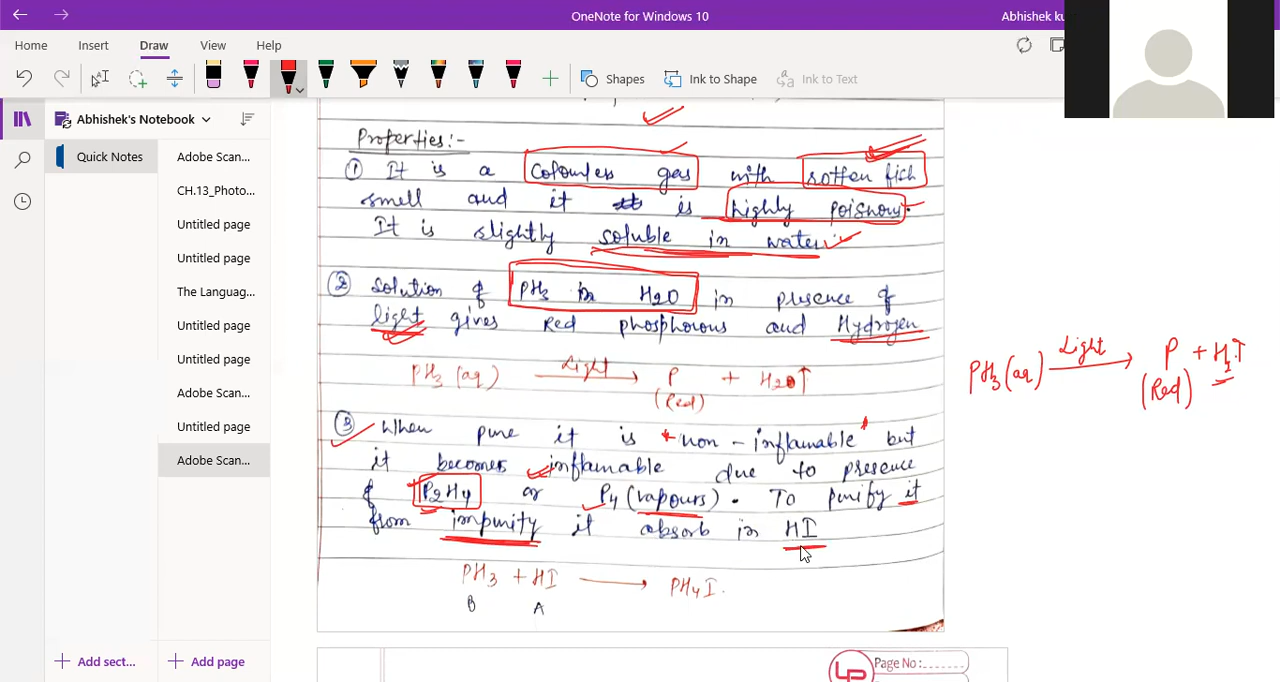 OneNote for Windows 10
Abhishek ku
Home Insert Draw View Help
Shapes Ink to Shape Ink to Text
Abhishek's Notebook
Quick Notes
Adobe Scan...
CH.13_Photo...
Untitled page
Untitled page
The Languag...
Untitled page
Untitled page
Adobe Scan...
Untitled page
Adobe Scan...
Add sect...
Add page
Properties:-
① It is a Colourless gas with rotten fich
smell and it is highly poisnous.
It is slightly soluble in water
② Solution of PH3 in H2O in presence of
light gives Red phosphorous and Hydrogen
PH3 (aq) Light → P + H2↑
(Red)
③ When pure it is "non-inflamable" but
it becomes inflamable due to presence
of P2H4 or P4 (vapours). To purify it
from impurity it absorb in HI
PH3 + HI → PH4I.
B A
PH3(aq) Light → P + H2↑
(Red)
LP
Page No: